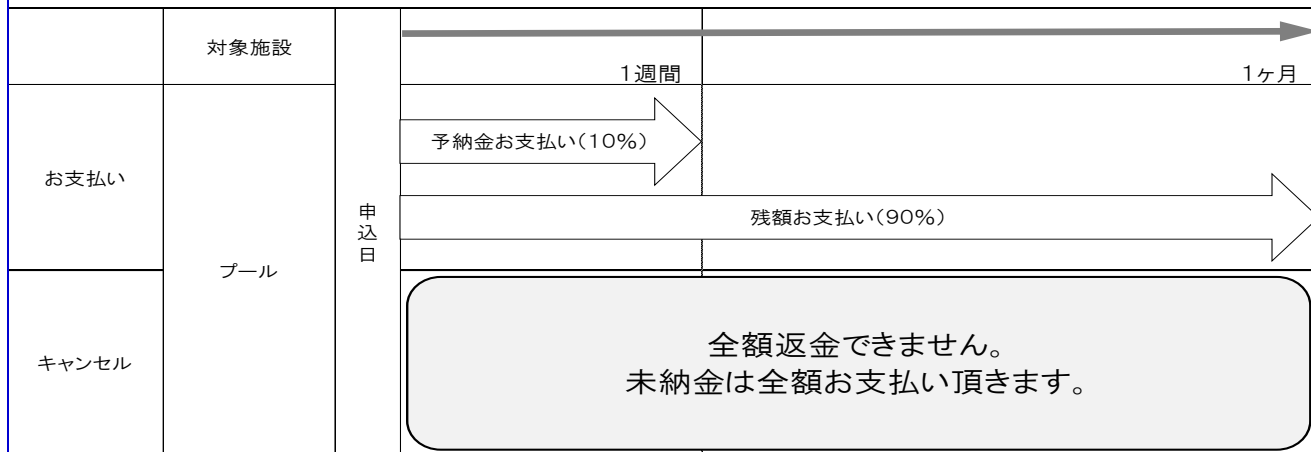 対象施設
1週間
1ヶ月
お支払い
プール
申込日
予納金お支払い(10%)
残額お支払い(90%)
キャンセル
全額返金できません。
未納金は全額お支払い頂きます。